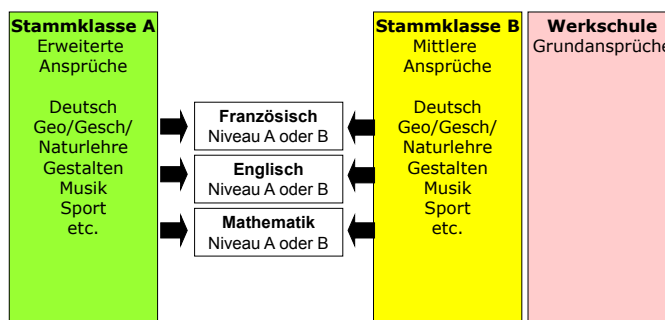 Stammklasse A
Erweiterte
Ansprüche
Deutsch
Geo/Gesch/
Naturlehre
Gestalten
Musik
Sport
etc.
Französisch
Niveau A oder B
Englisch
Niveau A oder B
Mathematik
Niveau A oder B
Stammklasse B
Mittlere
Ansprüche
Deutsch
Geo/Gesch/
Naturlehre
Gestalten
Musik
Sport
etc.
Werkschule
Grundansprüche